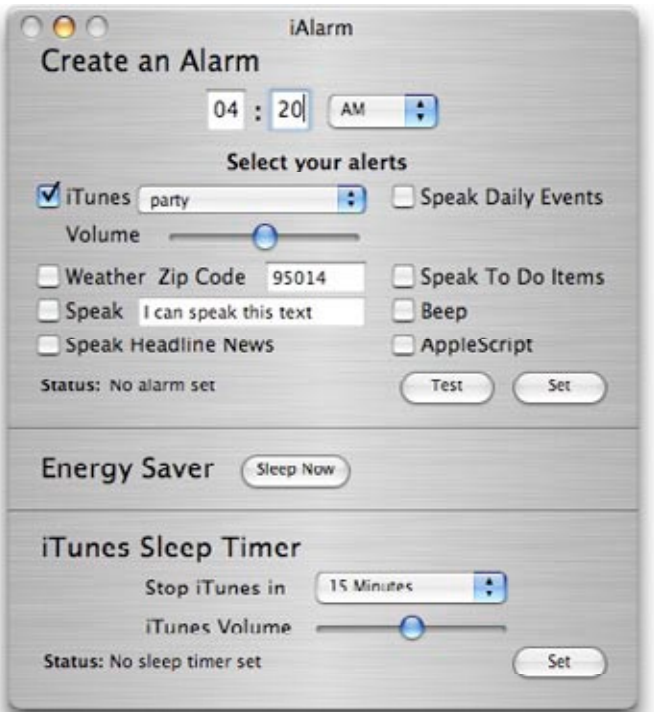 iAlarm
Create an Alarm
04 : 20 AM
Select your alerts
iTunes party Speak Daily Events
Volume
Weather Zip Code 95014 Speak To Do Items
Speak I can speak this text Beep
Speak Headline News AppleScript
Status: No alarm set Test Set
Energy Saver Sleep Now
iTunes Sleep Timer
Stop iTunes in 15 Minutes
iTunes Volume
Status: No sleep timer set Set